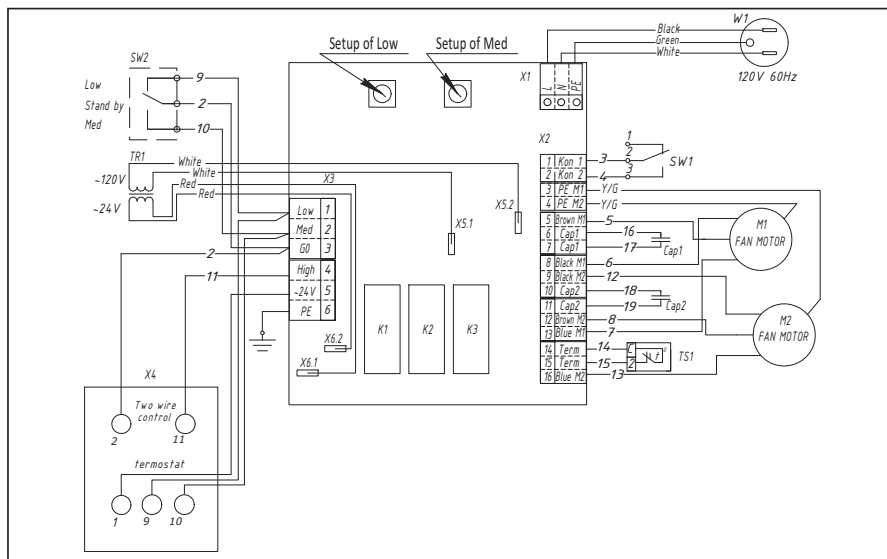 Setup of Low
Setup of Med
W1
Black
Green
White
120V 60Hz
X1
L
N
PE
SW2
Low
Stand by
Med
9
2
10
TR1
~120V
~24V
White
White
Red
Red
X3
Low 1
Med 2
G0 3
High 4
~24V 5
PE 6
2
11
X5.2
X5.1
X6.2
X6.1
K1
K2
K3
X2
1 Kon 1
2 Kon 2
3 PE M1
4 PE M2
5 Brown M1
6 Cap1
7 Cap1
8 Black M1
9 Black M2
10 Cap2
11 Cap2
12 Brown M2
13 Blue M1
14 Term
15 Term
16 Blue M2
3
4
Y/G
Y/G
5
16
17
6
12
18
19
8
7
14
15
13
1
2
3
SW1
Cap1
Cap2
M1
FAN MOTOR
M2
FAN MOTOR
C
2
TS1
X4
Two wire
control
2
11
termostat
1
9
10